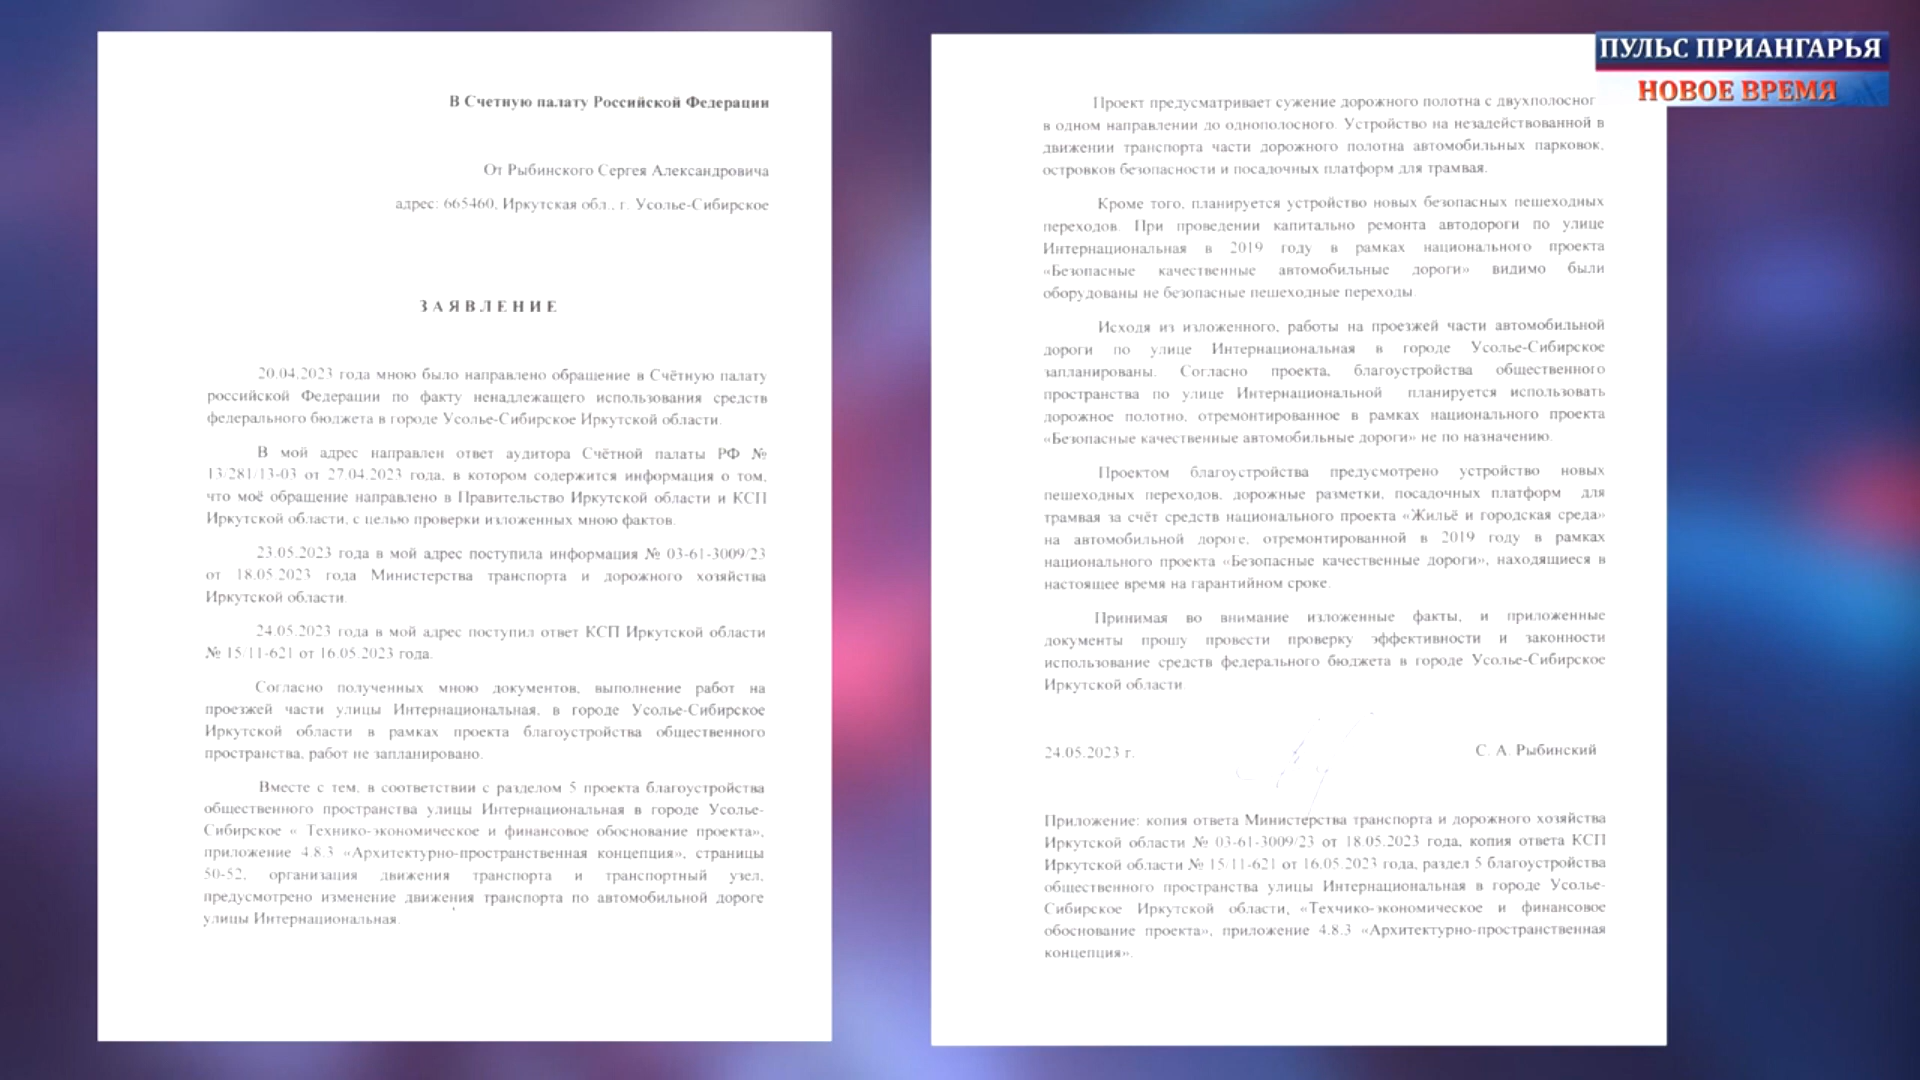 В Счетную палату Российской Федерации
От Рыбинского Сергея Александровича
адрес: 665460, Иркутская обл., г. Усолье-Сибирское
ЗАЯВЛЕНИЕ
20.04.2023 года мною было направлено обращение в Счётную палату
российской Федерации по факту ненадлежащего использования средств
федерального бюджета в городе Усолье-Сибирское Иркутской области.
В мой адрес направлен ответ аудитора Счётной палаты РФ №
13/281/13-03 от 27.04.2023 года, в котором содержится информация о том,
что моё обращение направлено в Правительство Иркутской области и КСП
Иркутской области, с целью проверки изложенных мною фактов.
23.05.2023 года в мой адрес поступила информация № 03-61-3009/23
от 18.05.2023 года Министерства транспорта и дорожного хозяйства
Иркутской области.
24.05.2023 года в мой адрес поступил ответ КСП Иркутской области
№ 15/11-621 от 16.05.2023 года.
Согласно полученных мною документов, выполнение работ на
проезжей части улицы Интернациональная, в городе Усолье-Сибирское
Иркутской области в рамках проекта благоустройства общественного
пространства, работ не запланировано.
Вместе с тем, в соответствии с разделом 5 проекта благоустройства
общественного пространства улицы Интернациональная в городе Усолье-
Сибирское « Технико-экономическое и финансовое обоснование проекта»,
приложение 4.8.3 «Архитектурно-пространственная концепция», страницы
50-52, организация движения транспорта и транспортный узел,
предусмотрено изменение движения транспорта по автомобильной дороге
улицы Интернациональная.
ПУЛЬС ПРИАНГАРЬЯ
НОВОЕ ВРЕМЯ
Проект предусматривает сужение дорожного полотна с двухполосног
в одном направлении до однополосного. Устройство на незадействованной в
движении транспорта части дорожного полотна автомобильных парковок,
островков безопасности и посадочных платформ для трамвая.
Кроме того, планируется устройство новых безопасных пешеходных
переходов. При проведении капитально ремонта автодороги по улице
Интернациональная в 2019 году в рамках национального проекта
«Безопасные качественные автомобильные дороги» видимо были
оборудованы не безопасные пешеходные переходы.
Исходя из изложенного, работы на проезжей части автомобильной
дороги по улице Интернациональная в городе Усолье-Сибирское
запланированы. Согласно проекта, благоустройства общественного
пространства по улице Интернациональной планируется использовать
дорожное полотно, отремонтированное в рамках национального проекта
«Безопасные качественные автомобильные дороги» не по назначению.
Проектом благоустройства предусмотрено устройство новых
пешеходных переходов, дорожные разметки, посадочных платформ для
трамвая за счёт средств национального проекта «Жильё и городская среда»
на автомобильной дороге, отремонтированной в 2019 году в рамках
национального проекта «Безопасные качественные дороги», находящиеся в
настоящее время на гарантийном сроке.
Принимая во внимание изложенные факты, и приложенные
документы прошу провести проверку эффективности и законности
использование средств федерального бюджета в городе Усолье-Сибирское
Иркутской области.
24.05.2023 г. С. А. Рыбинский
Приложение: копия ответа Министерства транспорта и дорожного хозяйства
Иркутской области № 03-61-3009/23 от 18.05.2023 года, копия ответа КСП
Иркутской области № 15/11-621 от 16.05.2023 года, раздел 5 благоустройства
общественного пространства улицы Интернациональная в городе Усолье-
Сибирское Иркутской области, «Технико-экономическое и финансовое
обоснование проекта», приложение 4.8.3 «Архитектурно-пространственная
концепция».